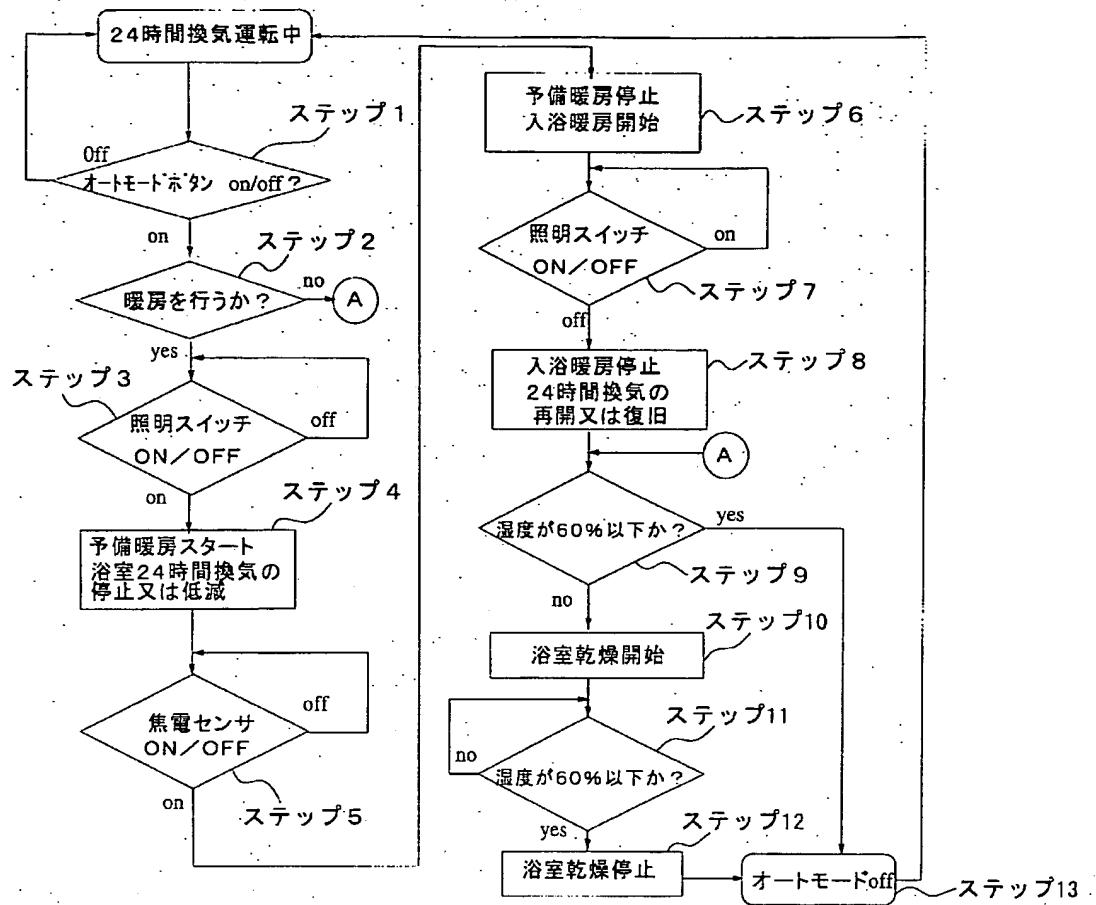 24時間換気運転中
ステップ1
Off
オートモードボタン on/off?
on
ステップ2
暖房を行うか?
no
A
yes
ステップ3
照明スイッチ
ON/OFF
off
on
ステップ4
予備暖房スタート
浴室24時間換気の
停止又は低減
焦電センサ
ON/OFF
off
on
ステップ5
予備暖房停止
入浴暖房開始
ステップ6
照明スイッチ
ON/OFF
on
ステップ7
off
入浴暖房停止
24時間換気の
再開又は復旧
ステップ8
A
湿度が60%以下か?
yes
ステップ9
no
ステップ10
浴室乾燥開始
ステップ11
no
湿度が60%以下か?
yes
ステップ12
浴室乾燥停止
オートモードoff
ステップ13